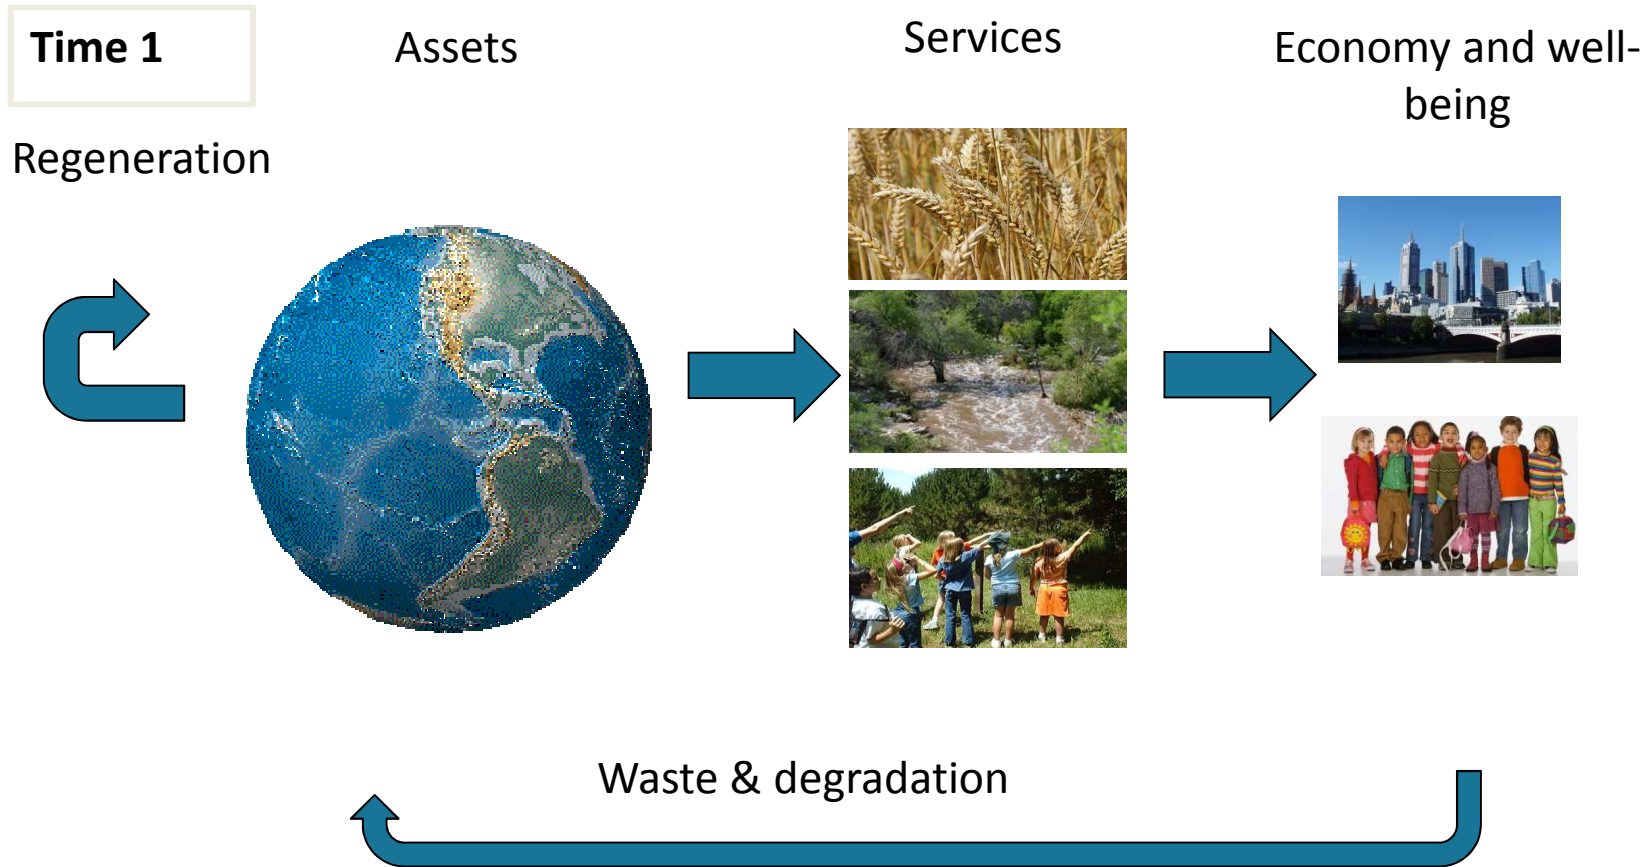 Time 1
Assets
Services
Economy and well-
being
Regeneration
Waste & degradation